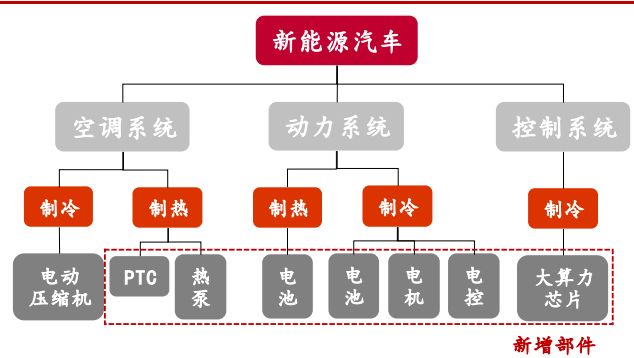 新能源汽车
空调系统
动力系统
控制系统
制冷
制热
制热
制冷
制冷
电动
压缩机
PTC
热
泵
电
池
电
池
电
机
电
控
大算力
芯片
新增部件